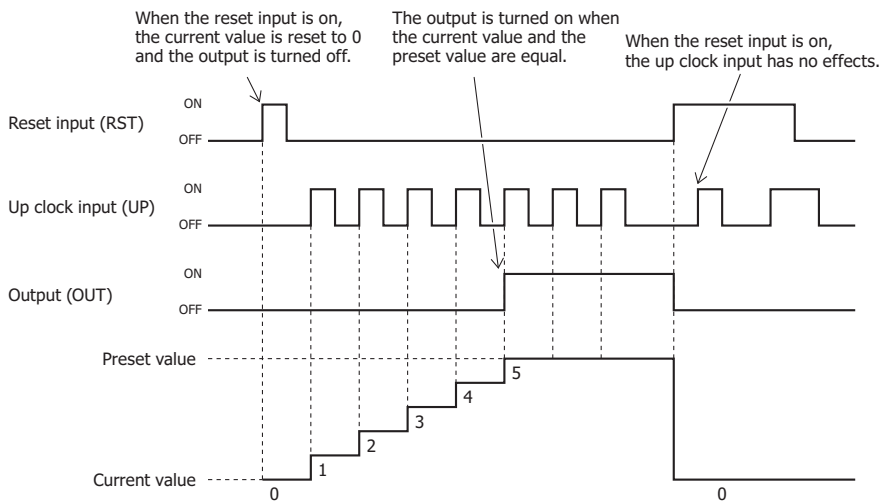 When the reset input is on,
the current value is reset to 0
and the output is turned off.
The output is turned on when
the current value and the
preset value are equal.
When the reset input is on,
the up clock input has no effects.
ON
Reset input (RST)
OFF
ON
Up clock input (UP)
OFF
ON
Output (OUT)
OFF
Preset value
5
4
3
2
1
Current value
0
0